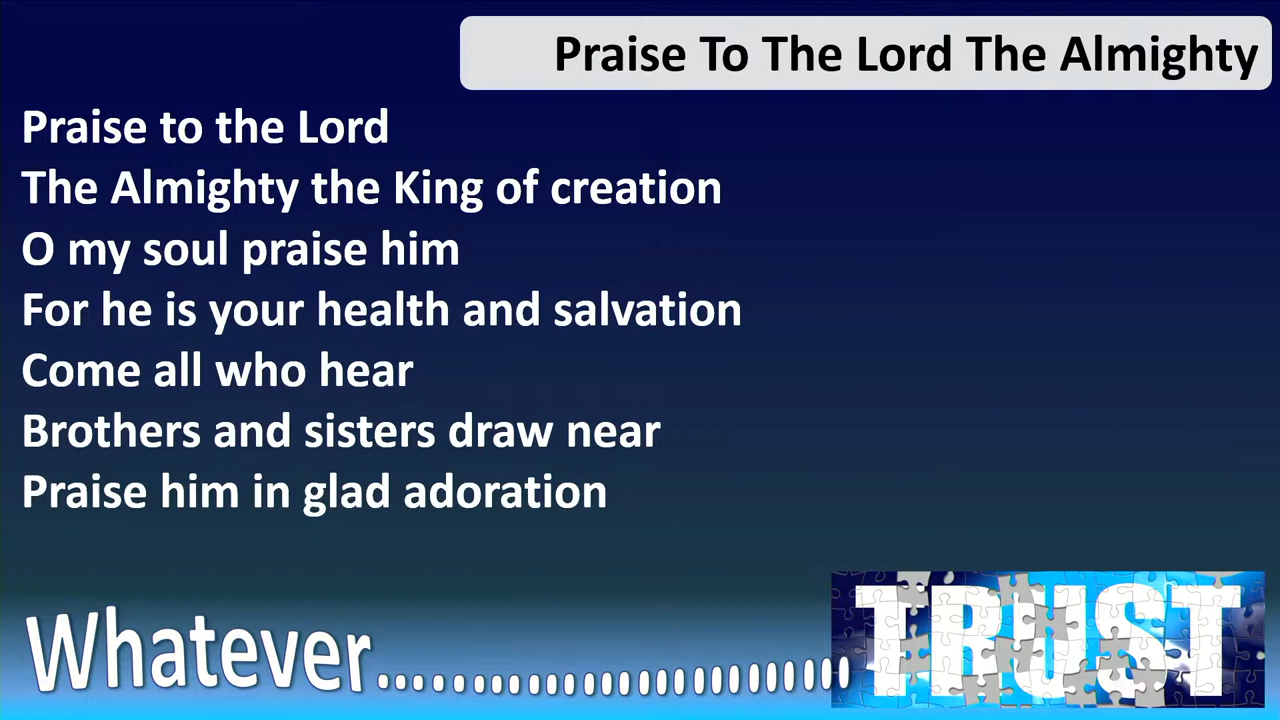 Praise To The Lord The Almighty
Praise to the Lord
The Almighty the King of creation
O my soul praise him
For he is your health and salvation
Come all who hear
Brothers and sisters draw near
Praise him in glad adoration
Whatever........................ TRUST